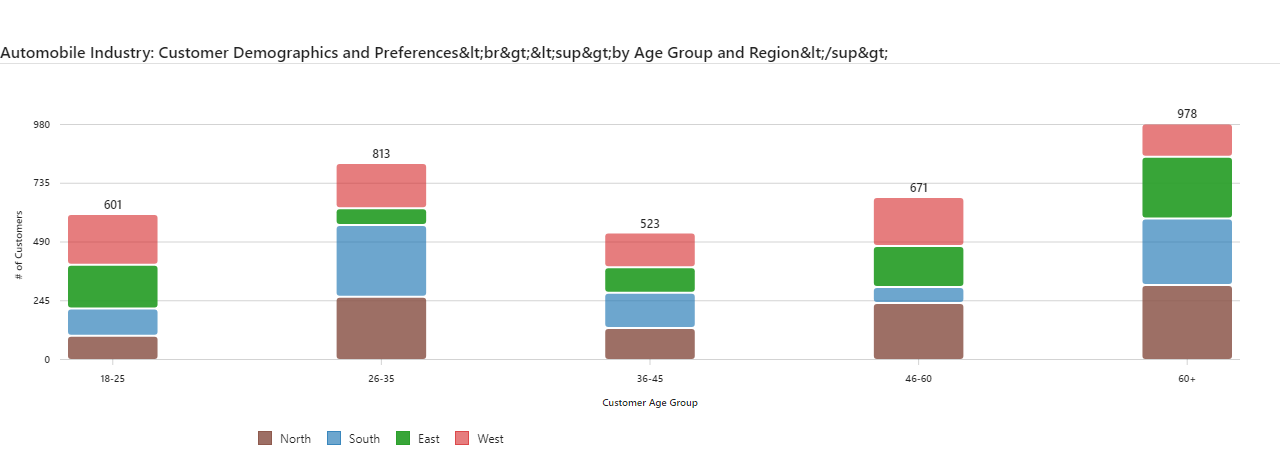 Automobile Industry: Customer Demographics and Preferences&lt;br&gt;&lt;sup&gt;by Age Group and Region&lt;/sup&gt;
978
980
813
735
671
601
523
490
# of Customers
245
0
18-25
26-35
36-45
46-60
60+
Customer Age Group
North
South
East
West